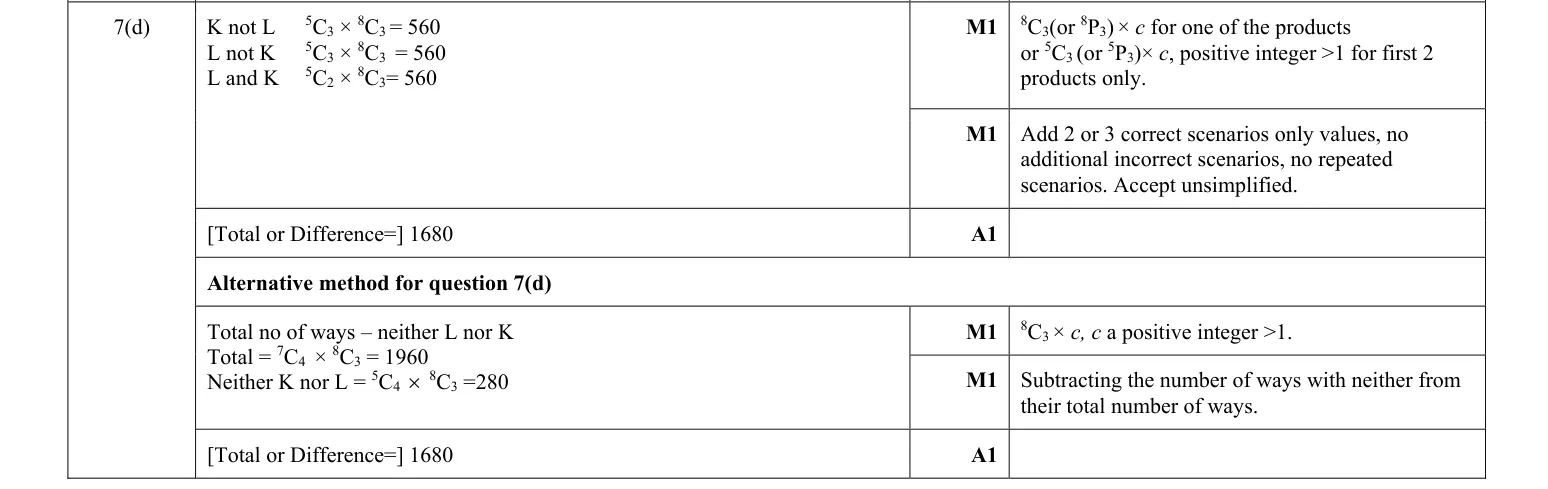 7(d)
K not L ⁵C₃ × ⁸C₃ = 560
L not K ⁵C₃ × ⁸C₃ = 560
L and K ⁵C₂ × ⁸C₃= 560
M1
⁸C₃(or ⁸P₃) × c for one of the products
or ⁵C₃ (or ⁵P₃)× c, positive integer >1 for first 2
products only.
M1
Add 2 or 3 correct scenarios only values, no
additional incorrect scenarios, no repeated
scenarios. Accept unsimplified.
[Total or Difference=] 1680
A1
Alternative method for question 7(d)
Total no of ways – neither L nor K
Total = ⁷C₄ × ⁸C₃ = 1960
Neither K nor L = ⁵C₄ × ⁸C₃ =280
M1
⁸C₃ × c, c a positive integer >1.
M1
Subtracting the number of ways with neither from
their total number of ways.
[Total or Difference=] 1680
A1